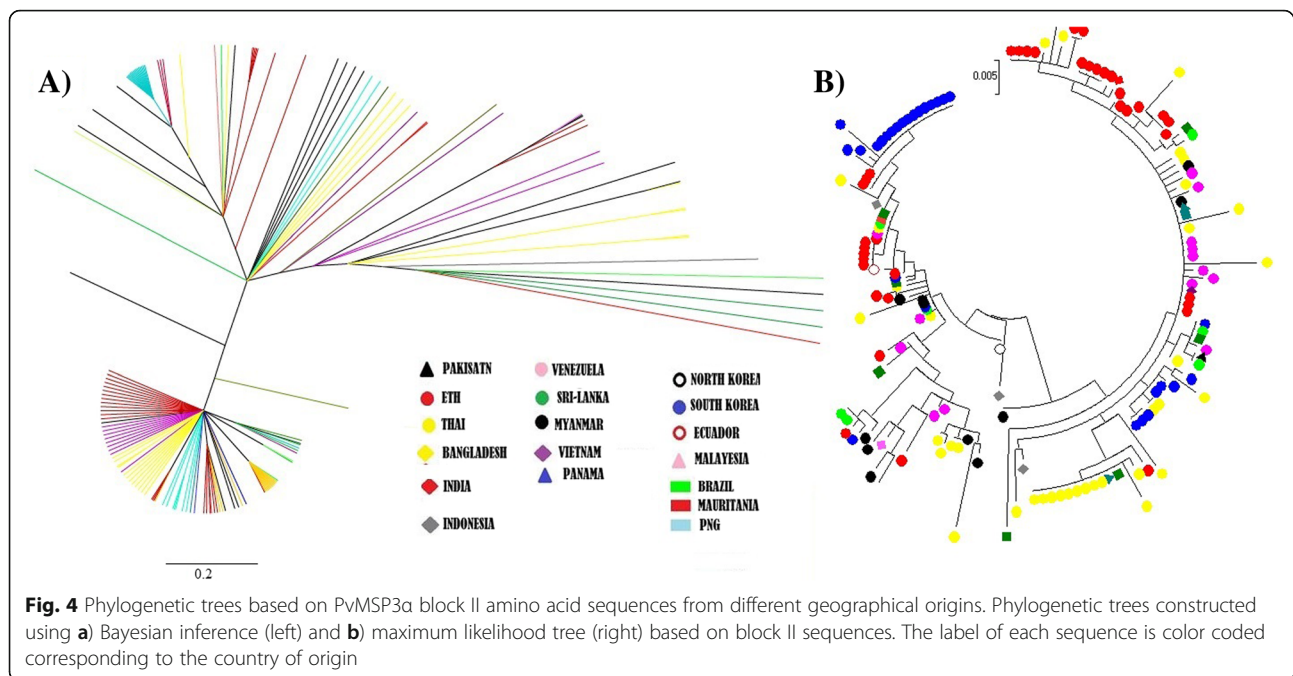 A)
B)
0.005
PAKISATN
ETH
THAI
BANGLADESH
INDIA
INDONESIA
VENEZUELA
SRI-LANKA
MYANMAR
VIETNAM
PANAMA
NORTH KOREA
SOUTH KOREA
ECUADOR
MALAYESIA
BRAZIL
MAURITANIA
PNG
0.2
Fig. 4 Phylogenetic trees based on PvMSP3α block II amino acid sequences from different geographical origins. Phylogenetic trees constructed
using a) Bayesian inference (left) and b) maximum likelihood tree (right) based on block II sequences. The label of each sequence is color coded
corresponding to the country of origin